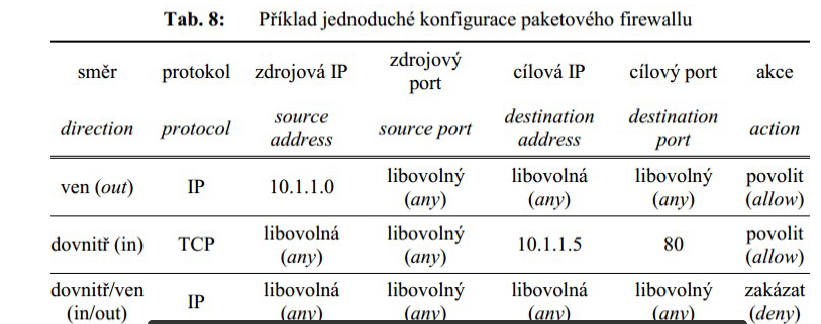 Tab. 8: Příklad jednoduché konfigurace paketového firewallu
směr protokol zdrojová IP zdrojový port cílová IP cílový port akce
direction protocol source address source port destination address destination port action
ven (out) IP 10.1.1.0 libovolný (any) libovolná (any) libovolný (any) povolit (allow)
dovnitř (in) TCP libovolná (any) libovolný (any) 10.1.1.5 80 povolit (allow)
dovnitř/ven (in/out) IP libovolná (any) libovolný (any) libovolná (any) libovolný (any) zakázat (deny)